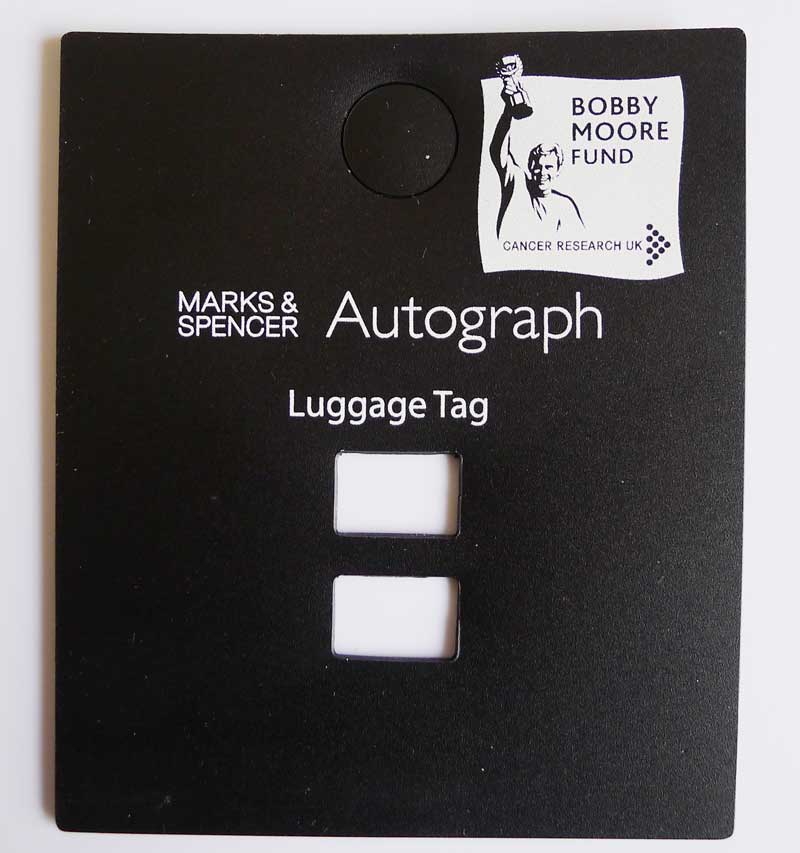 BOBBY
MOORE
FUND
CANCER RESEARCH UK
MARKS &
SPENCER
Autograph
Luggage Tag